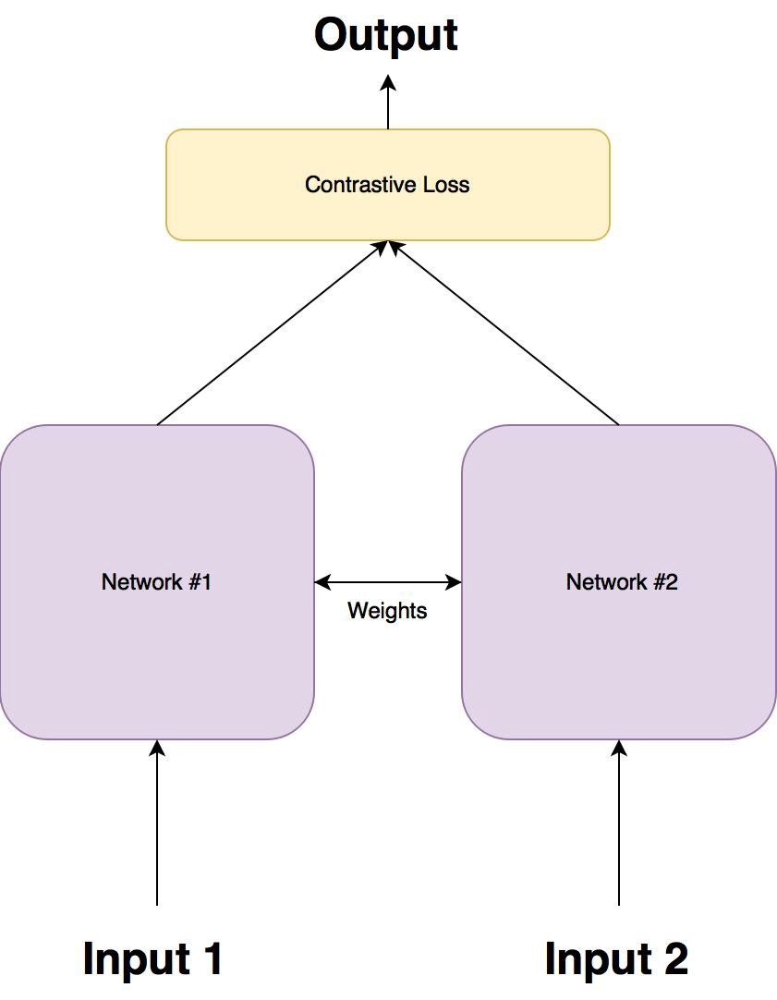 Output
Contrastive Loss
Network #1
Network #2
Weights
Input 1
Input 2